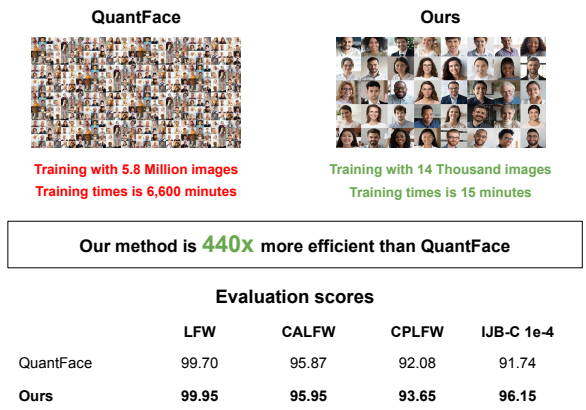 QuantFace
Ours
Training with 5.8 Million images
Training times is 6,600 minutes
Training with 14 Thousand images
Training times is 15 minutes
Our method is 440x more efficient than QuantFace
Evaluation scores
LFW CALFW CPLFW IJB-C 1e-4
QuantFace 99.70 95.87 92.08 91.74
Ours 99.95 95.95 93.65 96.15